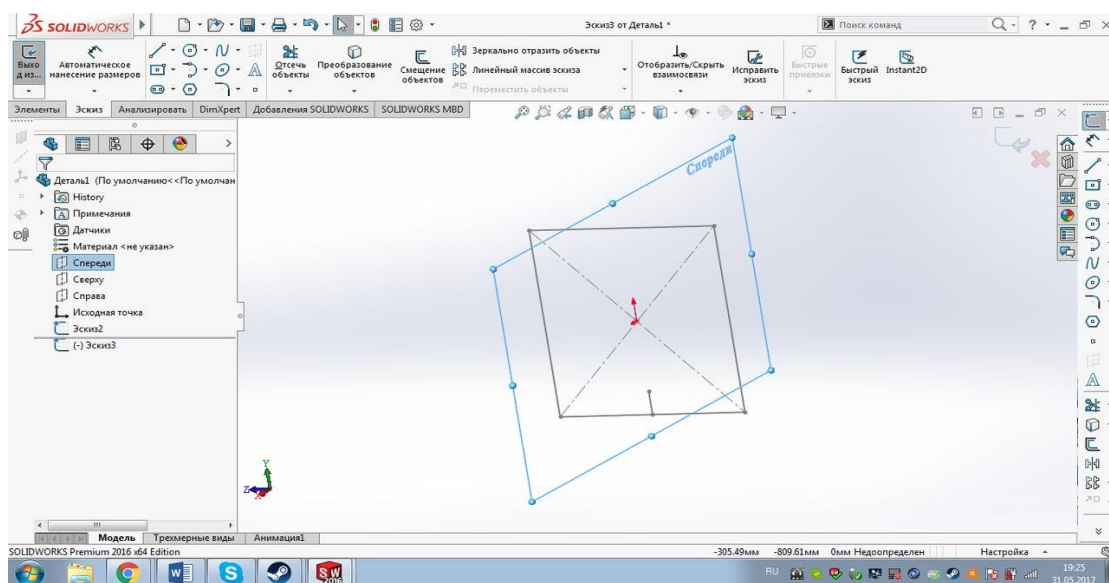 SOLIDWORKS
Эскиз3 от Деталь1 *
Поиск команд
Выхо
д из...
Автоматическое
нанесение размеров
Отсечь
объекты
Преобразование
объектов
Смещение
объектов
Зеркально отразить объекты
Линейный массив эскиза
Переместить объекты
Отобразить/Скрыть
взаимосвязи
Исправить
эскиз
Быстрые
привязки
Быстрый
эскиз
Instant2D
Элементы Эскиз Анализировать DimXpert Добавления SOLIDWORKS SOLIDWORKS MBD
Деталь1 (По умолчанию<<По умолчан
History
Примечания
Датчики
Материал <не указан>
Спереди
Сверху
Справа
Исходная точка
Эскиз2
(-) Эскиз3
Спереди
Y
Z
Модель Трехмерные виды Анимация1
SOLIDWORKS Premium 2016 x64 Edition -305.49мм -809.61мм 0мм Недоопределен Настройка
RU 19:25
31.05.2017
SW
2016